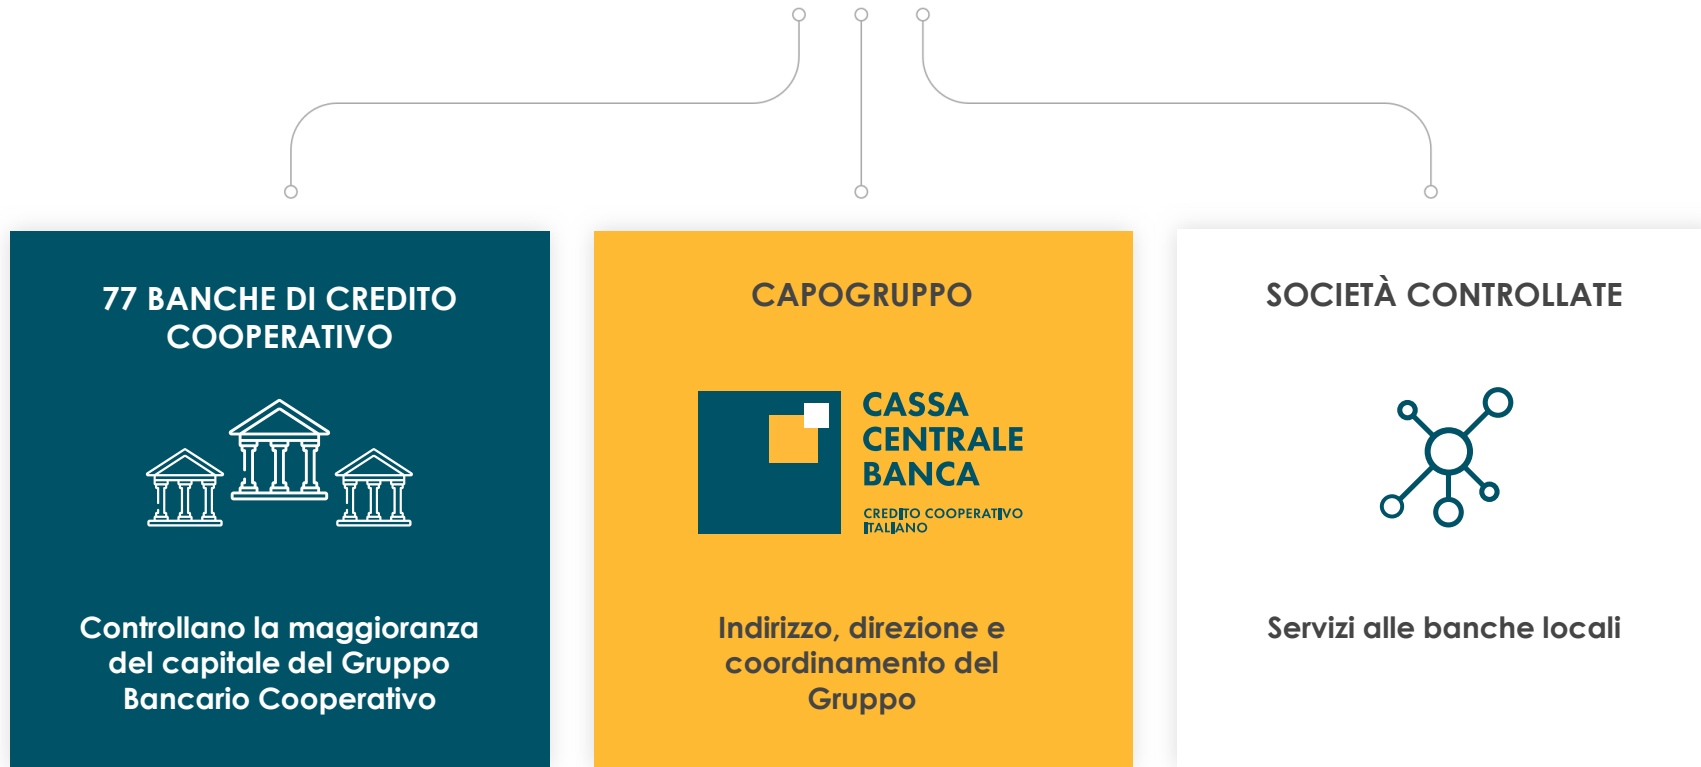 77 BANCHE DI CREDITO
COOPERATIVO
Controllano la maggioranza
del capitale del Gruppo
Bancario Cooperativo
CAPOGRUPPO
CASSA
CENTRALE
BANCA
CREDITO COOPERATIVO
ITALIANO
Indirizzo, direzione e
coordinamento del
Gruppo
SOCIETÀ CONTROLLATE
Servizi alle banche locali